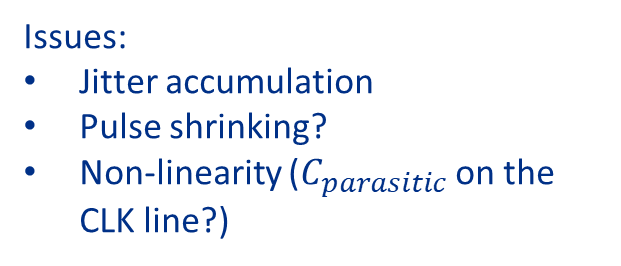 Issues:
• Jitter accumulation
• Pulse shrinking?
• Non-linearity (C_parasitic on the
CLK line?)